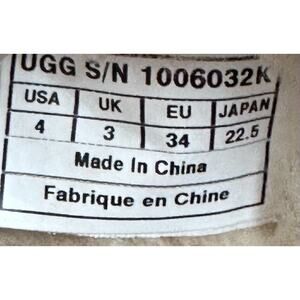 UGG S/N 1006032K
USA UK EU JAPAN
4 3 34 22.5
Made In China
Fabrique en Chine